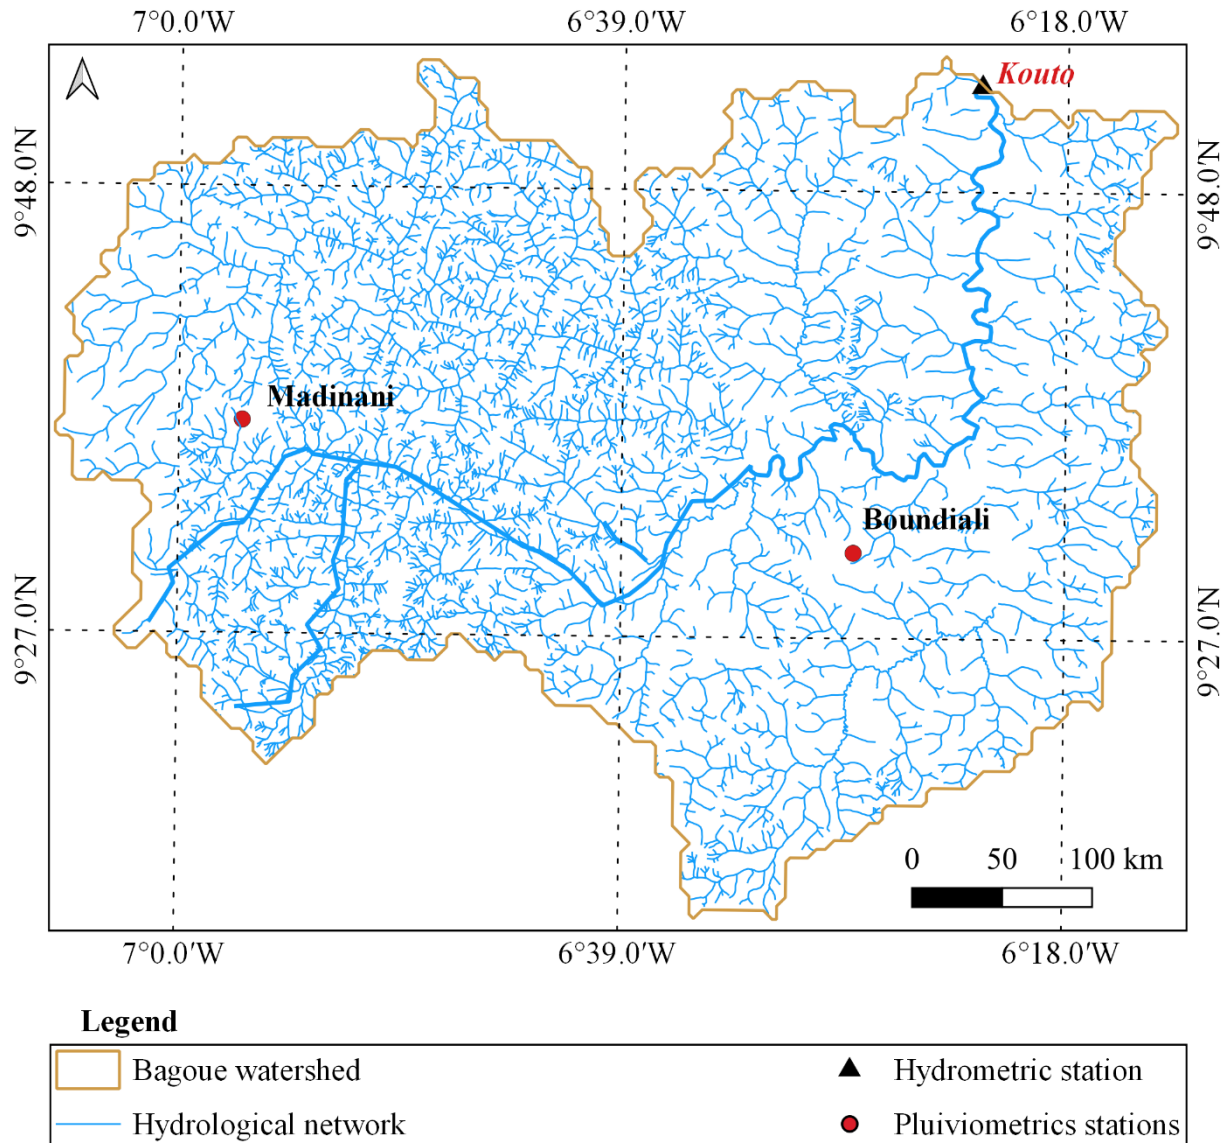 7°0.0'W 6°39.0'W 6°18.0'W
Kouto
9°48.0'N 9°48.0'N
Madinani
Boundiali
9°27.0'N 9°27.0'N
0 50 100 km
7°0.0'W 6°39.0'W 6°18.0'W
Legend
Bagoue watershed Hydrometric station
Hydrological network Pluiviometrics stations